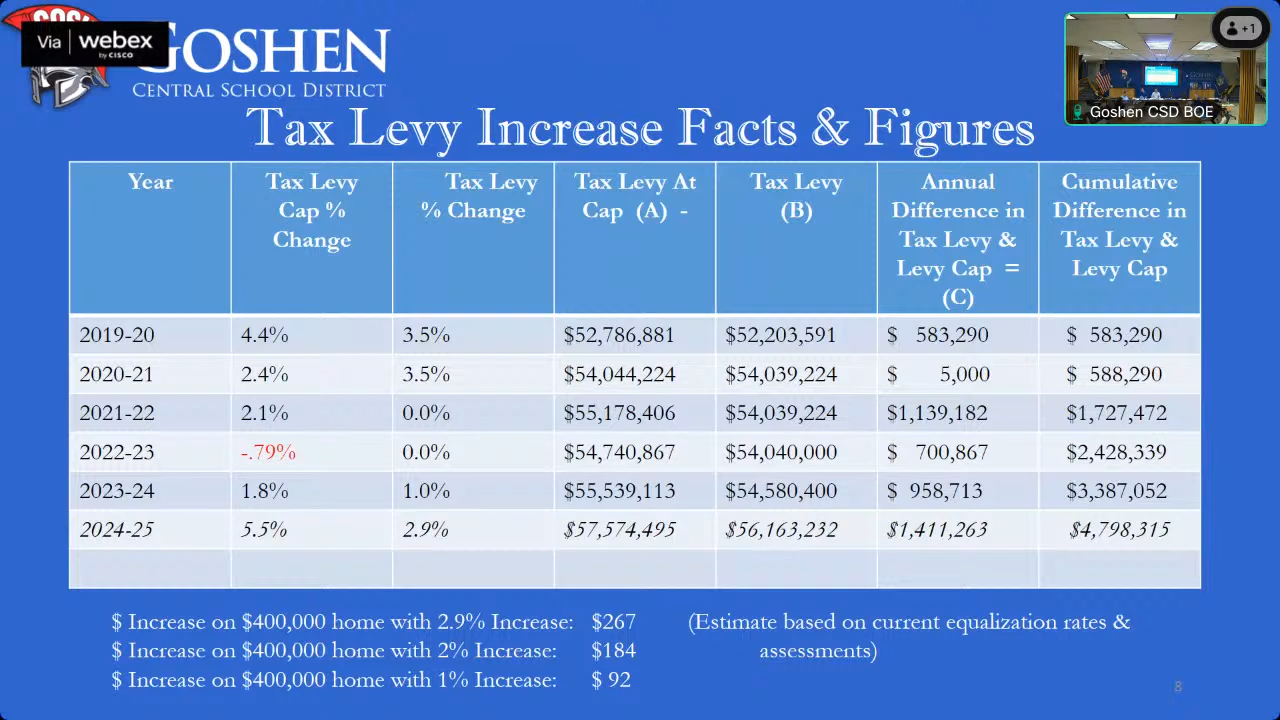 Via webex
by CISCO
GOSHEN
CENTRAL SCHOOL DISTRICT
+1
Goshen CSD BOE
Tax Levy Increase Facts & Figures
Year Tax Levy Cap % Change Tax Levy % Change Tax Levy At Cap (A) - Tax Levy (B) Annual Difference in Tax Levy & Levy Cap = (C) Cumulative Difference in Tax Levy & Levy Cap
2019-20 4.4% 3.5% $52,786,881 $52,203,591 $ 583,290 $ 583,290
2020-21 2.4% 3.5% $54,044,224 $54,039,224 $ 5,000 $ 588,290
2021-22 2.1% 0.0% $55,178,406 $54,039,224 $1,139,182 $1,727,472
2022-23 -.79% 0.0% $54,740,867 $54,040,000 $ 700,867 $2,428,339
2023-24 1.8% 1.0% $55,539,113 $54,580,400 $ 958,713 $3,387,052
2024-25 5.5% 2.9% $57,574,495 $56,163,232 $1,411,263 $4,798,315
$ Increase on $400,000 home with 2.9% Increase: $267 (Estimate based on current equalization rates &
$ Increase on $400,000 home with 2% Increase: $184 assessments)
$ Increase on $400,000 home with 1% Increase: $ 92
8